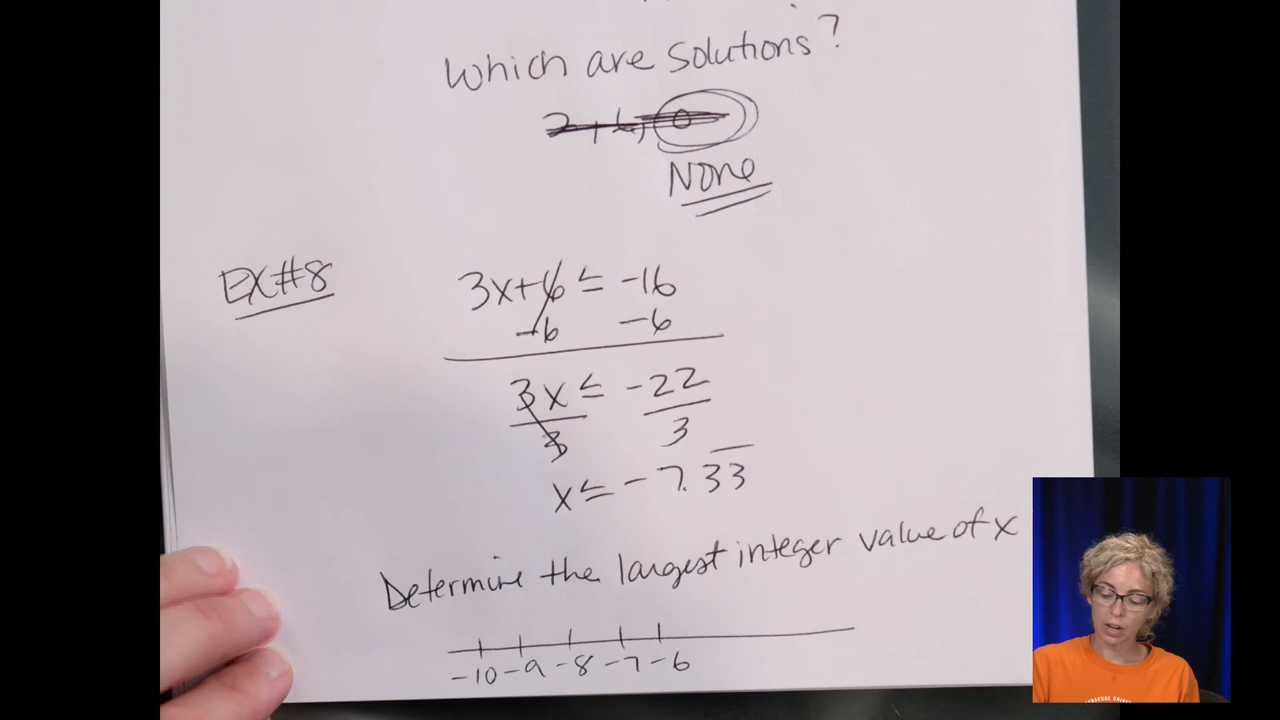 Which are solutions?
2, 6, 0
None
EX#8
3x+6 ≤ -16
-6 -6
3x ≤ -22
3 3
x ≤ -7.33
Determine the largest integer value of x
-10 -9 -8 -7 -6